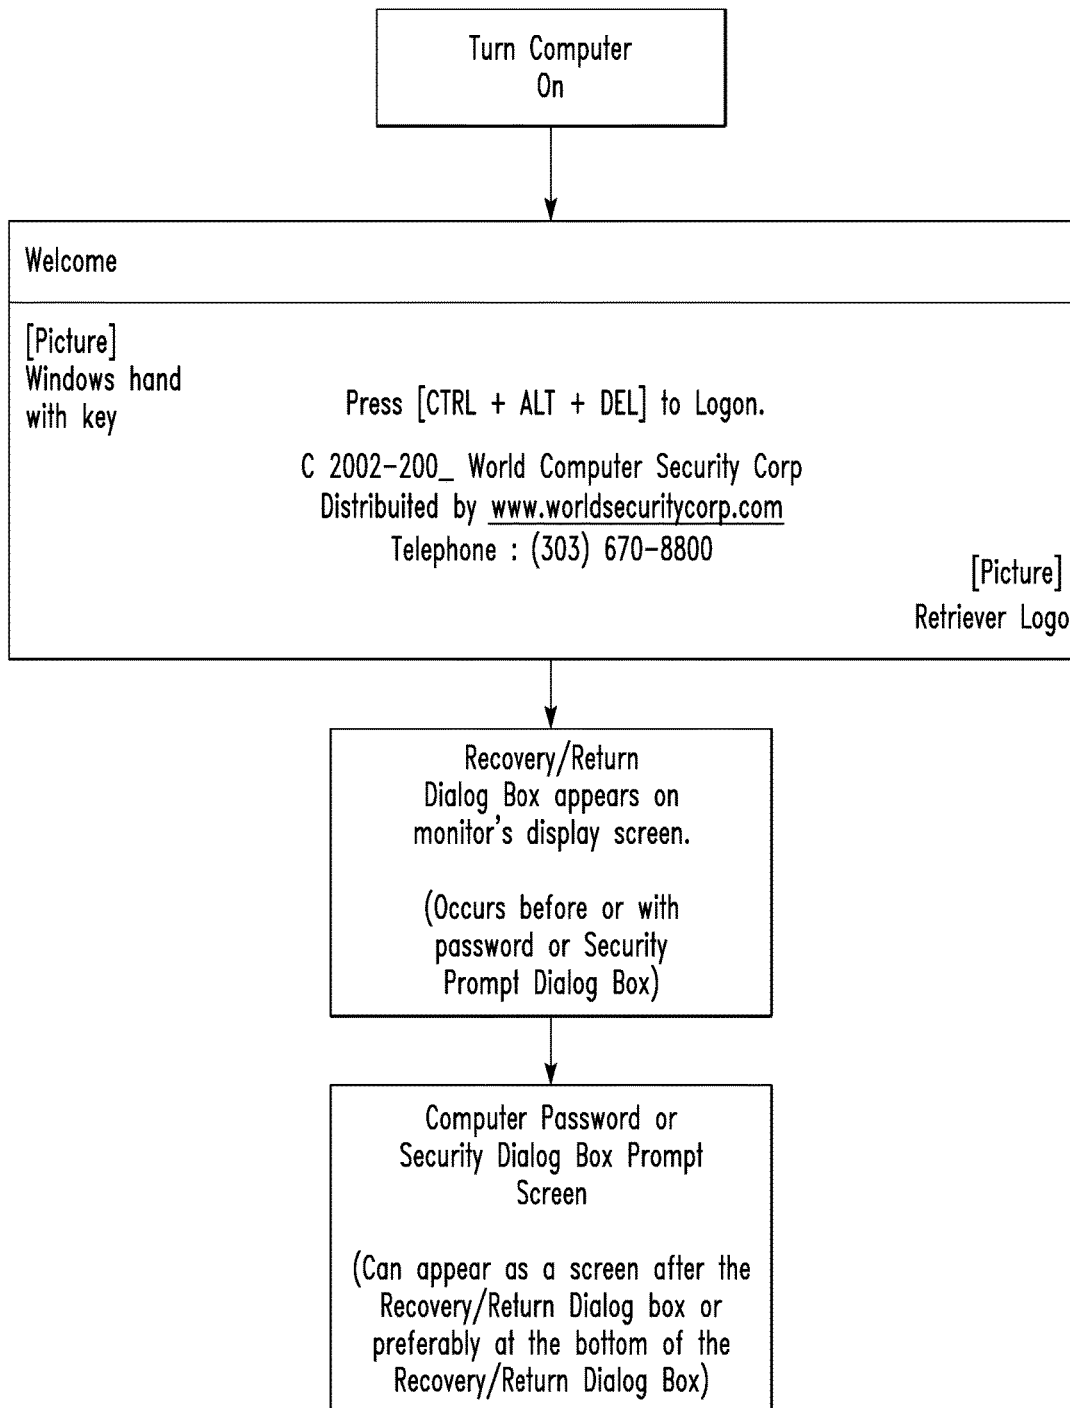 Turn Computer
On
Welcome
[Picture]
Windows hand
with key
Press [CTRL + ALT + DEL] to Logon.
C 2002-200_ World Computer Security Corp
Distribuited by www.worldsecuritycorp.com
Telephone : (303) 670-8800
[Picture]
Retriever Logo
Recovery/Return
Dialog Box appears on
monitor's display screen.
(Occurs before or with
password or Security
Prompt Dialog Box)
Computer Password or
Security Dialog Box Prompt
Screen
(Can appear as a screen after the
Recovery/Return Dialog box or
preferably at the bottom of the
Recovery/Return Dialog Box)